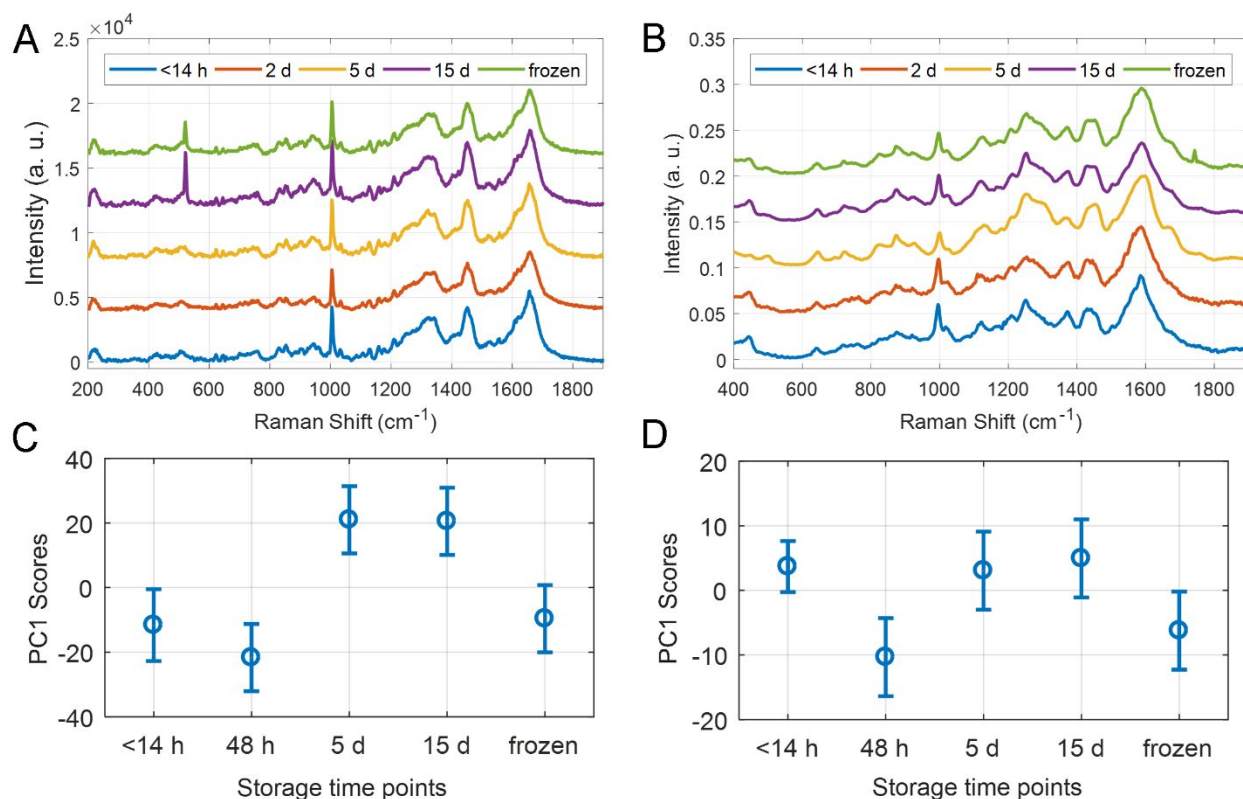 A
×10⁴
2.5
2
1.5
1
0.5
0
Intensity (a. u.)
<14 h 2 d 5 d 15 d frozen
200 400 600 800 1000 1200 1400 1600 1800
Raman Shift (cm⁻¹)
B
0.35
0.3
0.25
0.2
0.15
0.1
0.05
0
Intensity (a. u.)
<14 h 2 d 5 d 15 d frozen
400 600 800 1000 1200 1400 1600 1800
Raman Shift (cm⁻¹)
C
40
20
0
-20
-40
PC1 Scores
<14 h 48 h 5 d 15 d frozen
Storage time points
D
20
10
0
-10
-20
PC1 Scores
<14 h 48 h 5 d 15 d frozen
Storage time points